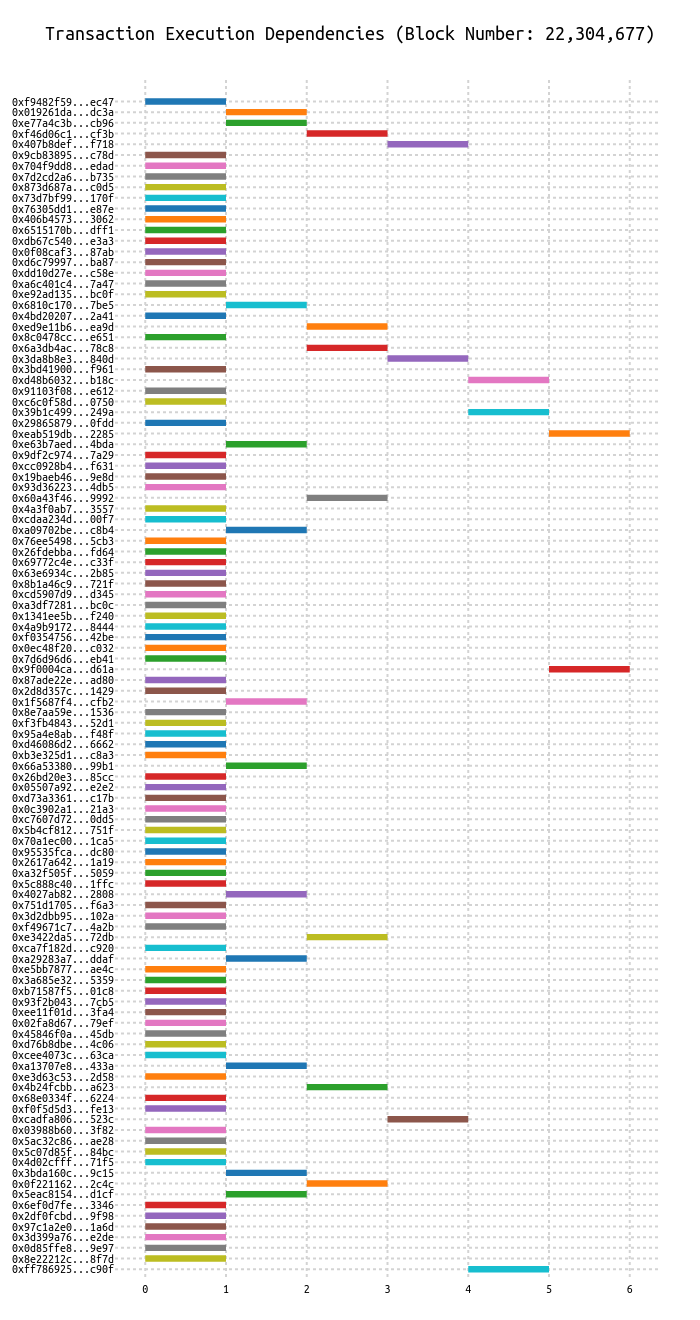 Transaction Execution Dependencies (Block Number: 22,304,677)
0xf9482f59...ec47
0x019261da...dc3a
0xe77a4c3b...cb96
0xf46d06c1...cf3b
0x407b8def...f718
0x9cb83895...c78d
0x704f9dd8...edad
0x7d2cd2a6...b735
0x873d687a...c0d5
0x73d7bf99...170f
0x76305dd1...e87e
0x406b4573...3062
0x6515170b...dff1
0xdb67c540...e3a3
0x0f08caf3...87ab
0xd6c79997...ba87
0xdd10d27e...c58e
0xa6c401c4...7a47
0xe92ad135...bc0f
0x6810c170...7be5
0x4bd20207...2a41
0xed9e11b6...ea9d
0x8c0478cc...e651
0x6a3db4ac...78c8
0x3da8b8e3...840d
0x3bd41900...f961
0xd48b6032...b18c
0x91103f08...e612
0xc6c0f58d...0750
0x39b1c499...249a
0x29865879...0fdd
0xeab519db...2285
0xe63b7aed...4bda
0x9df2c974...7a29
0xcc0928b4...f631
0x19baeb46...9e8d
0x93d36223...4db5
0x60a43f46...9992
0x4a3f0ab7...3557
0xcdaa234d...00f7
0xa09702be...c8b4
0x76ee5498...5cb3
0x26fdebba...fd64
0x69772c4e...c33f
0x63e6934c...2b85
0x8b1a46c9...721f
0xcd5907d9...d345
0xa3df7281...bc0c
0x1341ee5b...f240
0x4a9b9172...8444
0xf0354756...42be
0x0ec48f20...c032
0x7d6d96d6...eb41
0x9f0004ca...d61a
0x87ade22e...ad80
0x2d8d357c...1429
0x1f5687f4...cfb2
0x8e7aa59e...1536
0xf3fb4843...52d1
0x95a4e8ab...f48f
0xd46086d2...6662
0xb3e325d1...c8a3
0x66a53380...99b1
0x26bd20e3...85cc
0x05507a92...e2e2
0xd73a3361...c17b
0x0c3902a1...21a3
0xc7607d72...0dd5
0x5b4cf812...751f
0x70a1ec00...1ca5
0x95535fca...dc80
0x2617a642...1a19
0xa32f505f...5059
0x5c888c40...1ffc
0x4027ab82...2808
0x751d1705...f6a3
0x3d2dbb95...102a
0xf49671c7...4a2b
0xe3422da5...72db
0xca7f182d...c920
0xa29283a7...ddaf
0xe5bb7877...ae4c
0x3a685e32...5359
0xb71587f5...01c8
0x93f2b043...7cb5
0xee11f01d...3fa4
0x02fa8d67...79ef
0x45846f0a...45db
0xd76b8dbe...4c06
0xcee4073c...63ca
0xa13707e8...433a
0xe3d63c53...2d58
0x4b24fcbb...a623
0x68e0334f...6224
0xf0f5d5d3...fe13
0xcadfa806...523c
0x03988b60...3f82
0x5ac32c86...ae28
0x5c07d85f...84bc
0x4d02cfff...71f5
0x3bda160c...9c15
0x0f221162...2c4c
0x5eac8154...d1cf
0x6ef0d7fe...3346
0x2df0fcbd...9f98
0x97c1a2e0...1a6d
0x3d399a76...e2de
0x0d85ffe8...9e97
0x8e22212c...8f7d
0xff786925...c90f
0 1 2 3 4 5 6